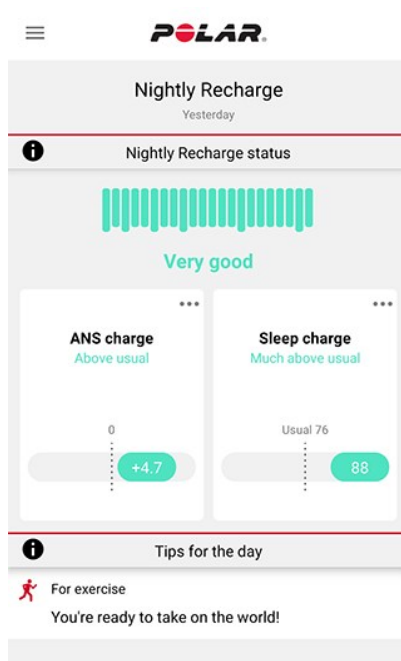 POLAR.
Nightly Recharge
Yesterday
Nightly Recharge status
Very good
ANS charge
Above usual
0
+4.7
Sleep charge
Much above usual
Usual 76
88
Tips for the day
For exercise
You're ready to take on the world!